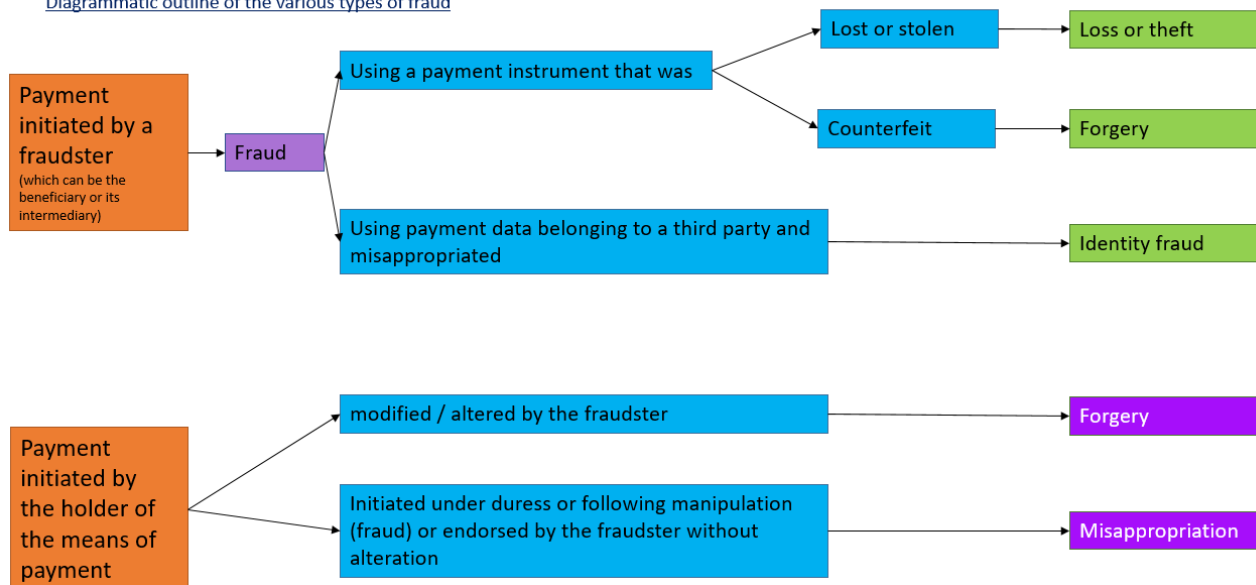 Diagrammatic outline of the various types of fraud
Payment
initiated by a
fraudster
(which can be the
beneficiary or its
intermediary)
Fraud
Using a payment instrument that was
Lost or stolen
Loss or theft
Counterfeit
Forgery
Using payment data belonging to a third party and
misappropriated
Identity fraud
Payment
initiated by
the holder of
the means of
payment
modified / altered by the fraudster
Forgery
Initiated under duress or following manipulation
(fraud) or endorsed by the fraudster without
alteration
Misappropriation